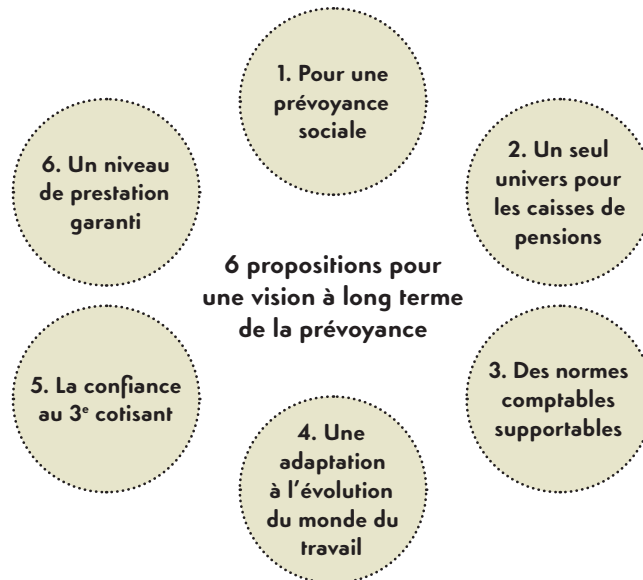 1. Pour une
prévoyance
sociale
2. Un seul
univers pour
les caisses de
pensions
3. Des normes
comptables
supportables
4. Une
adaptation
à l’évolution
du monde du
travail
5. La confiance
au 3e cotisant
6. Un niveau
de prestation
garanti
6 propositions pour
une vision à long terme
de la prévoyance